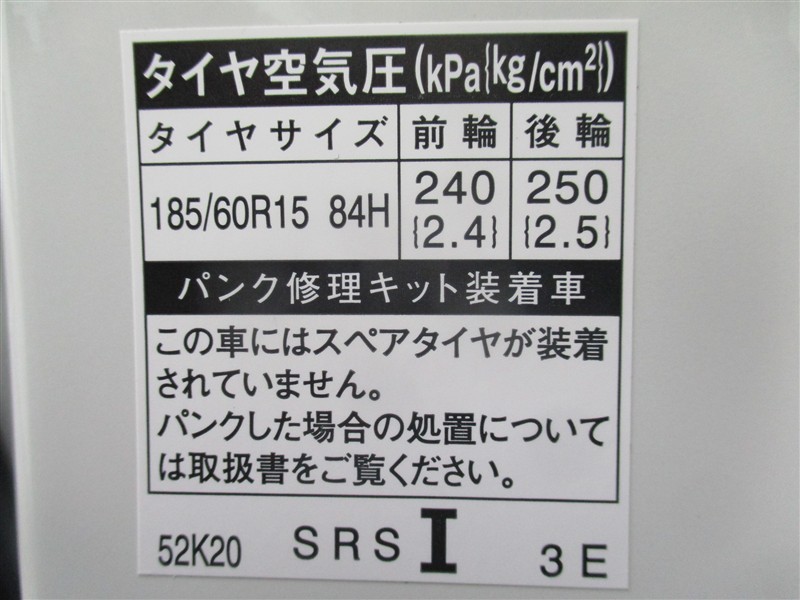 タイヤ空気圧(kPa{kg/cm²})
タイヤサイズ 前輪 後輪
185/60R15 84H 240 250
{2.4} {2.5}
パンク修理キット装着車
この車にはスペアタイヤが装着
されていません。
パンクした場合の処置について
は取扱書をご覧ください。
52K20 SRS I 3E